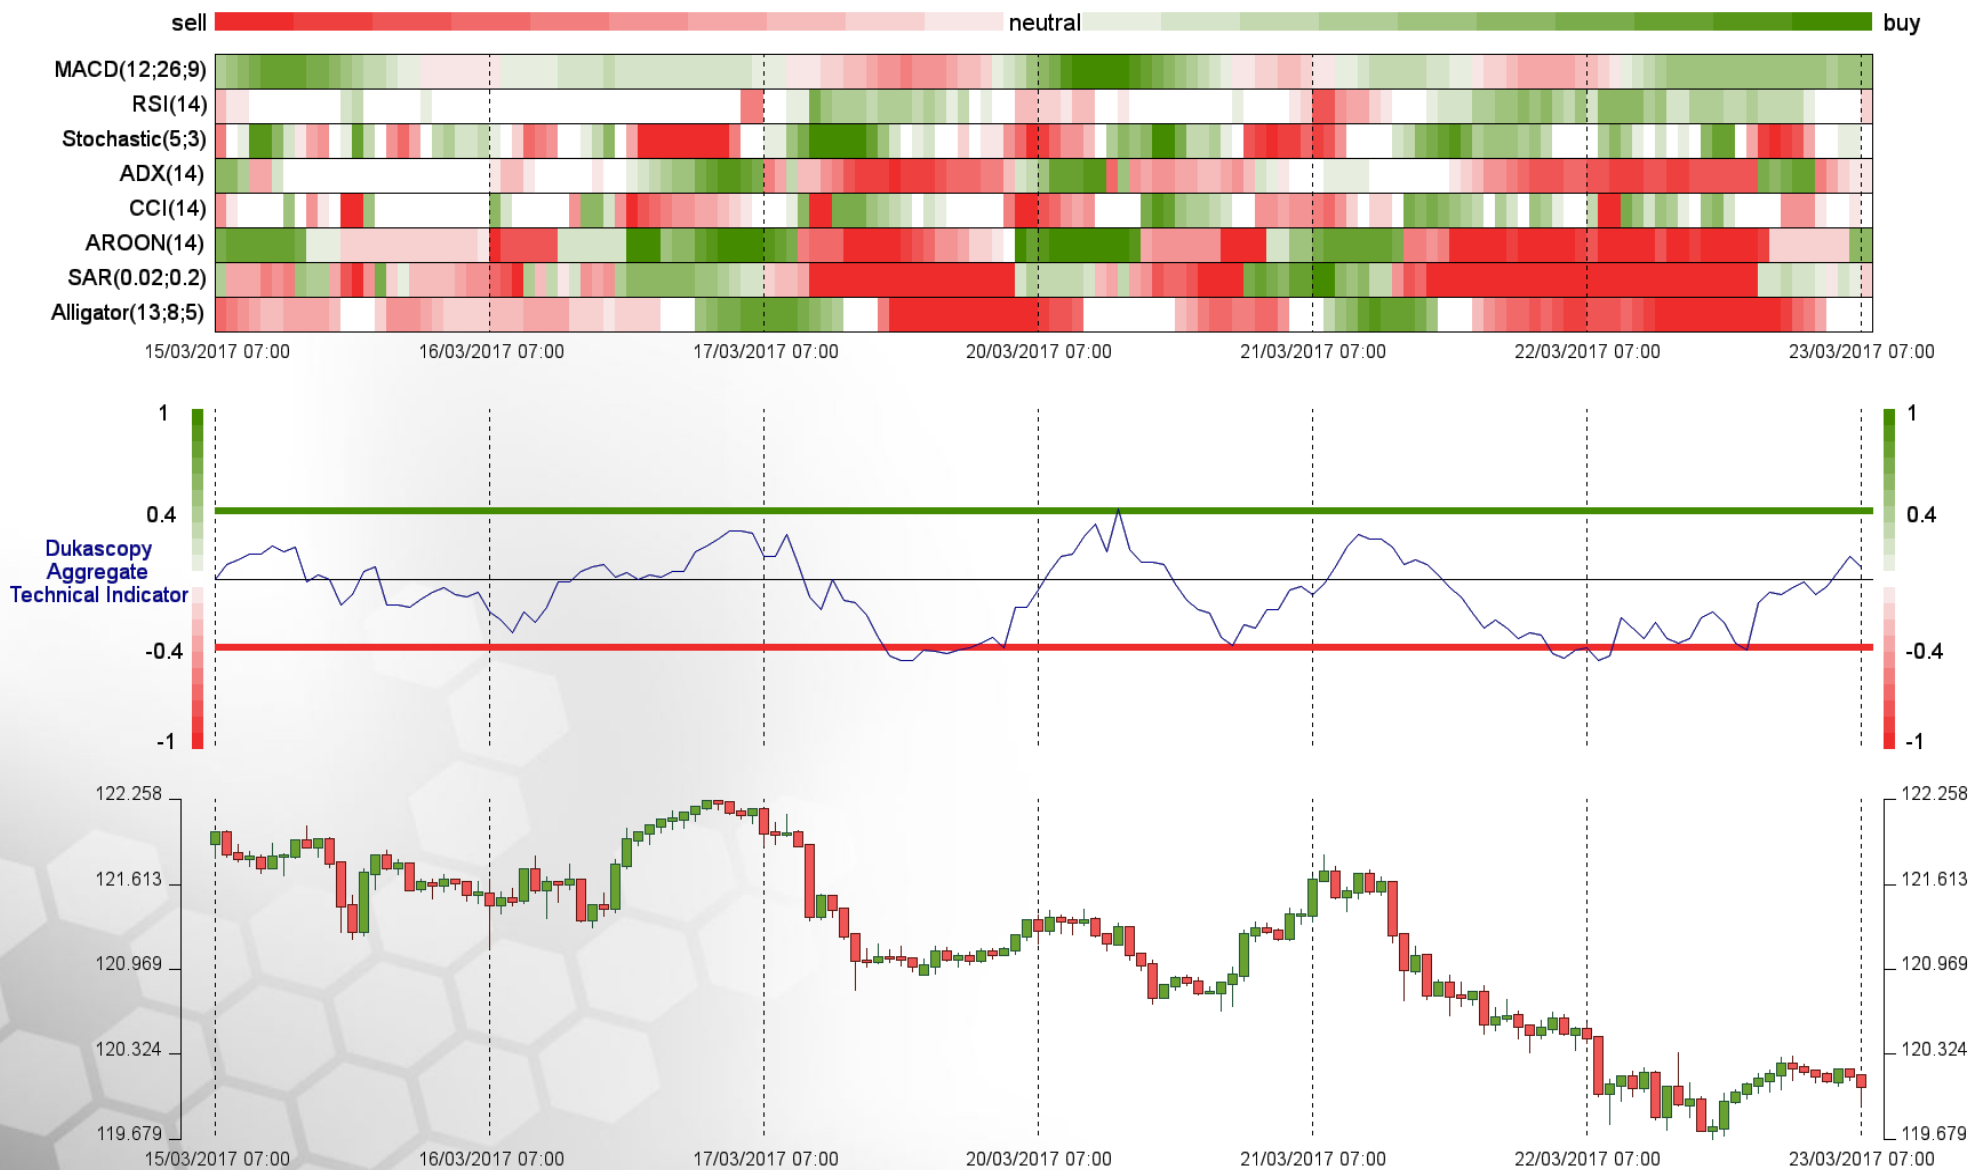 sell neutral buy
MACD(12;26;9)
RSI(14)
Stochastic(5;3)
ADX(14)
CCI(14)
AROON(14)
SAR(0.02;0.2)
Alligator(13;8;5)
15/03/2017 07:00 16/03/2017 07:00 17/03/2017 07:00 20/03/2017 07:00 21/03/2017 07:00 22/03/2017 07:00 23/03/2017 07:00
1 1
0.4 0.4
Dukascopy
Aggregate
Technical Indicator
-0.4 -0.4
-1 -1
122.258 122.258
121.613 121.613
120.969 120.969
120.324 120.324
119.679 119.679
15/03/2017 07:00 16/03/2017 07:00 17/03/2017 07:00 20/03/2017 07:00 21/03/2017 07:00 22/03/2017 07:00 23/03/2017 07:00